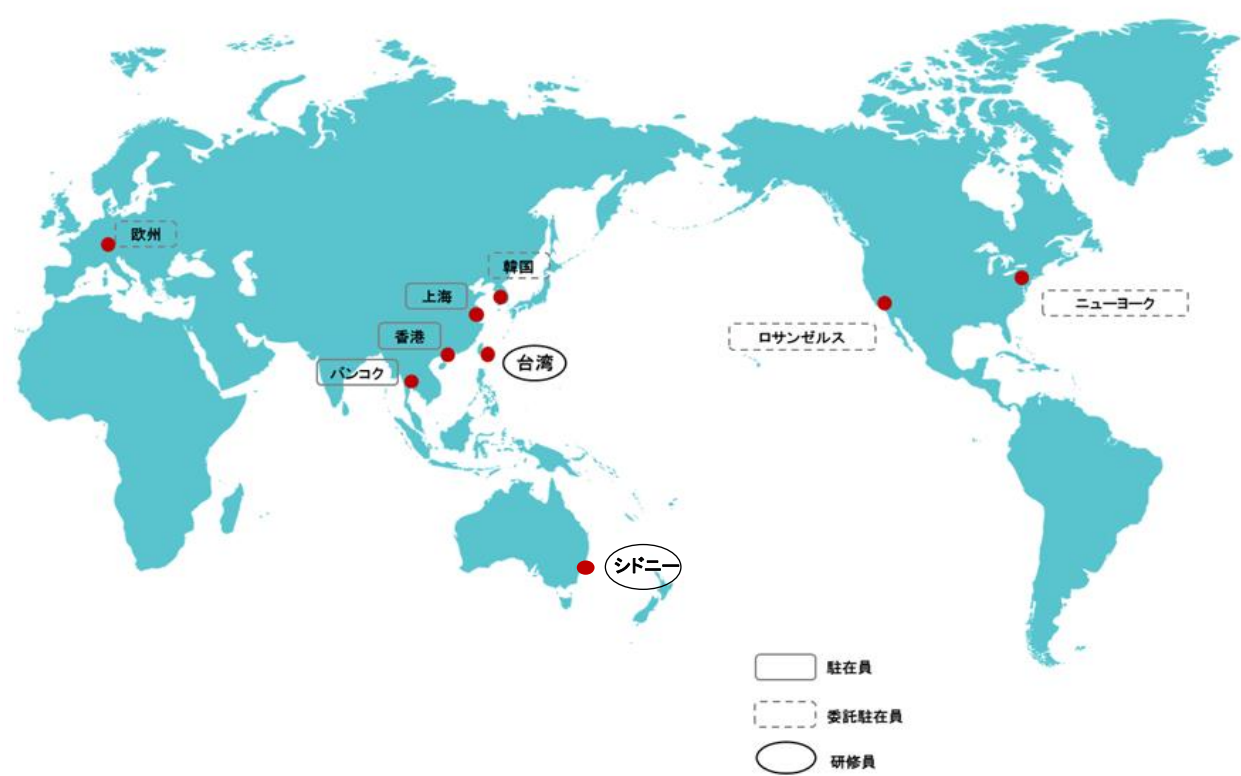 欧州
韓国
上海
香港
台湾
バンコク
シドニー
ロサンゼルス
ニューヨーク
駐在員
委託駐在員
研修員